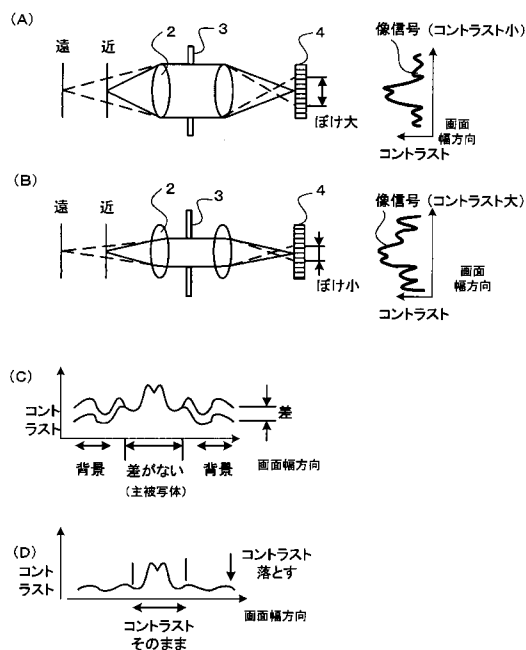 (A)
遠
近
2
3
4
ぼけ大
像信号(コントラスト小)
画面
幅方向
コントラスト
(B)
遠
近
2
3
4
ぼけ小
像信号(コントラスト大)
画面
幅方向
コントラスト
(C)
コント
ラスト
差
背景
差がない
(主被写体)
背景
画面幅方向
(D)
コント
ラスト
コントラスト
落とす
コントラスト
そのまま
画面幅方向